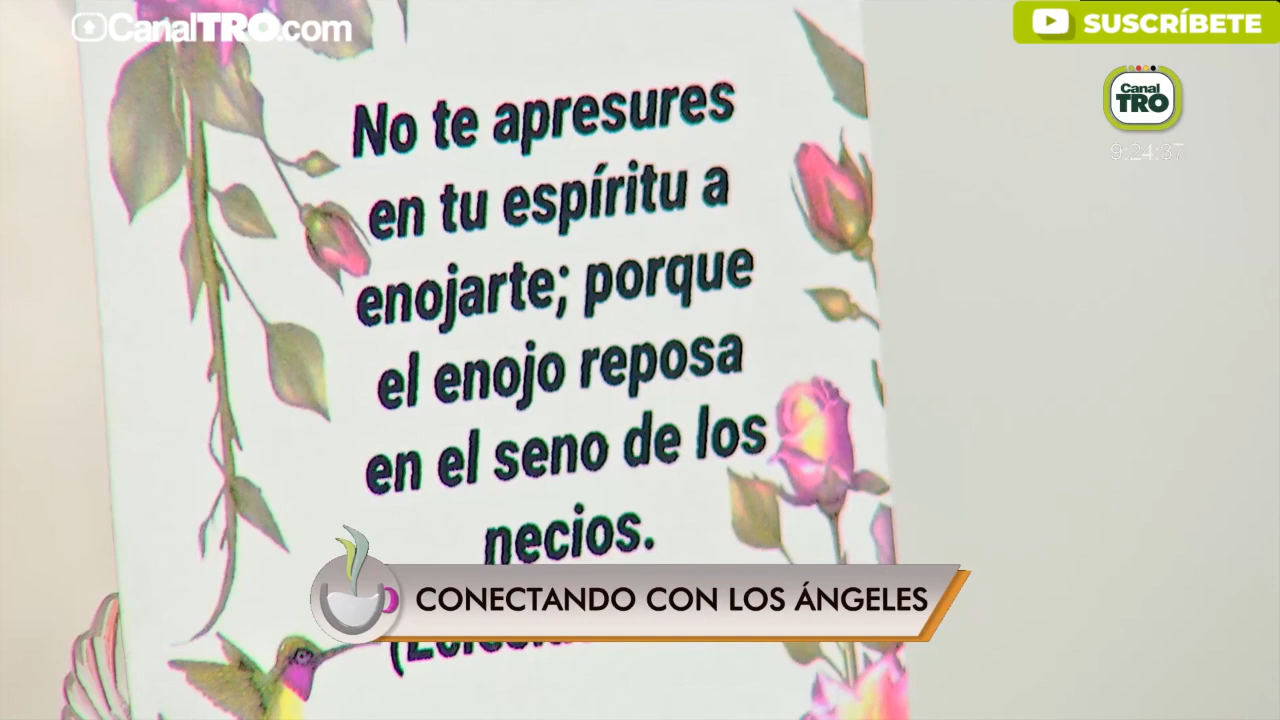 CanalTRO.com
SUSCRÍBETE
Canal
TRO
9:24:37
No te apresures
en tu espíritu a
enojarte; porque
el enojo reposa
en el seno de los
necios.
CONECTANDO CON LOS ÁNGELES